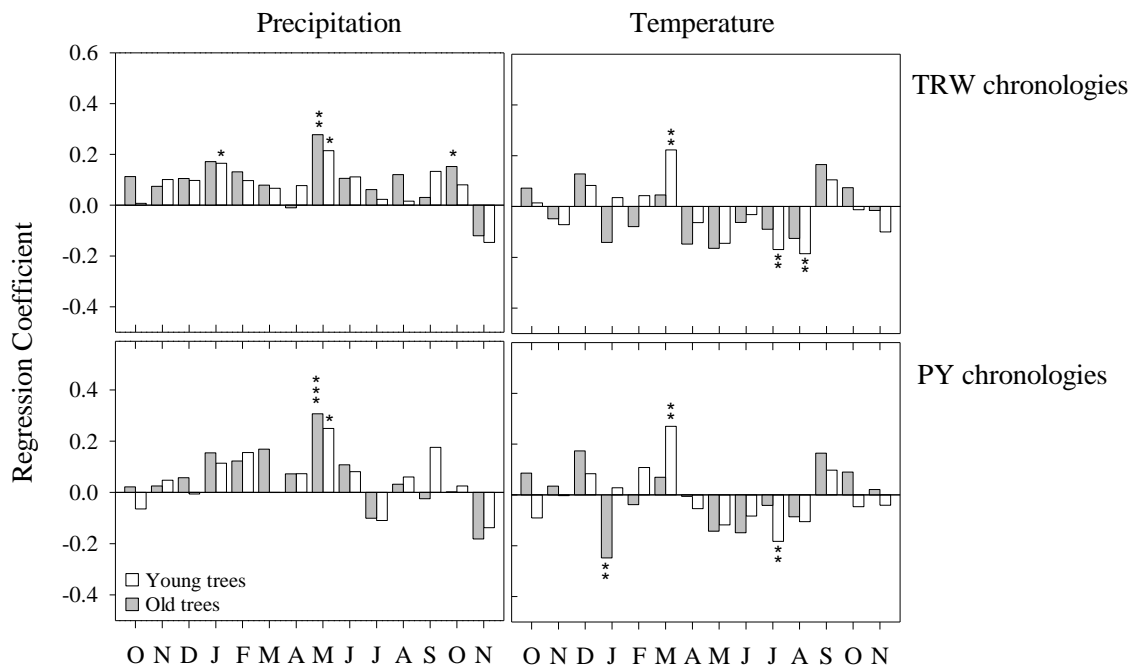 Precipitation
Temperature
0.6
0.4
0.2
0.0
-0.2
-0.4
Regression Coefficient
*
**
*
*
**
**
**
TRW chronologies
0.4
0.2
0.0
-0.2
-0.4
***
*
Young trees
Old trees
**
**
**
PY chronologies
O N D J F M A M J J A S O N
O N D J F M A M J J A S O N